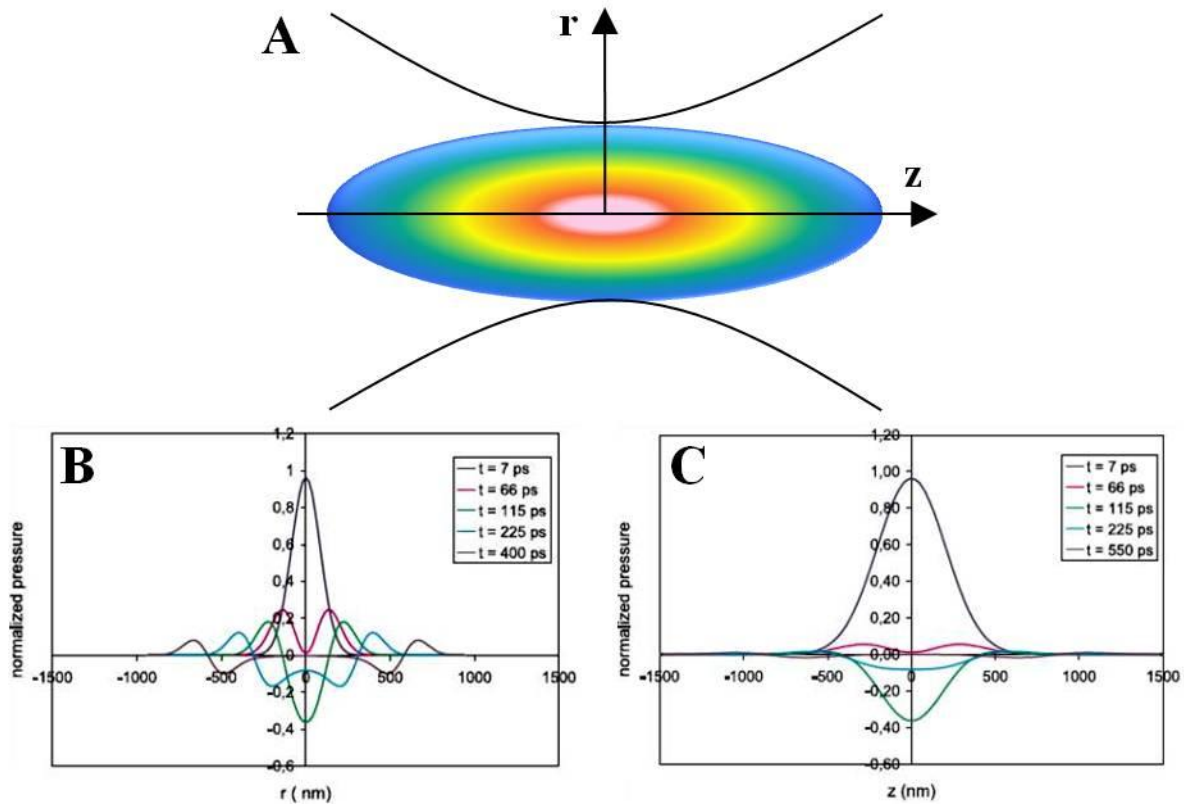 A
r
z
B
normalized pressure
1,2
1
0,8
0,6
0,4
0,2
0
-0,2
-0,4
-0,6
-1500
-1000
-500
0
500
1000
1500
t = 7 ps
t = 66 ps
t = 115 ps
t = 225 ps
t = 400 ps
r ( nm)
C
normalized pressure
1,20
1,00
0,80
0,60
0,40
0,20
0,00
-0,20
-0,40
-0,60
-1500
-1000
-500
0
500
1000
1500
t = 7 ps
t = 66 ps
t = 115 ps
t = 225 ps
t = 550 ps
z (nm)